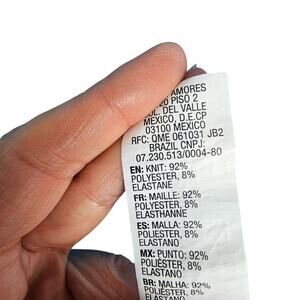 AMORES
20 PISO 2
COL. DEL VALLE
MEXICO, D.E.CP
03100 MEXICO
RFC: QME 061031 JB2
BRAZIL CNPJ:
07.230.513/0004-80
EN: KNIT: 92%
POLYESTER, 8%
ELASTANE
FR: MAILLE: 92%
POLYESTER, 8%
ELASTHANNE
ES: MALLA: 92%
POLIESTER, 8%
ELASTANO
MX: PUNTO: 92%
POLIÉSTER, 8%
ELASTANO
BR: MALHA: 92%